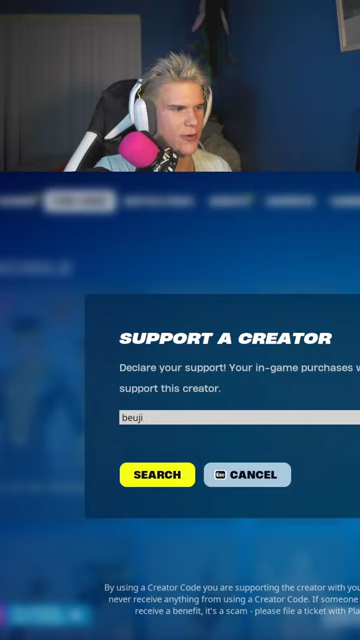 SUPPORT A CREATOR
Declare your support! Your in-game purchases
support this creator.
beuji
SEARCH
Esc CANCEL
By using a Creator Code you are supporting the creator with
never receive anything from using a Creator Code. If someone
receive a benefit, it's a scam - please file a ticket with